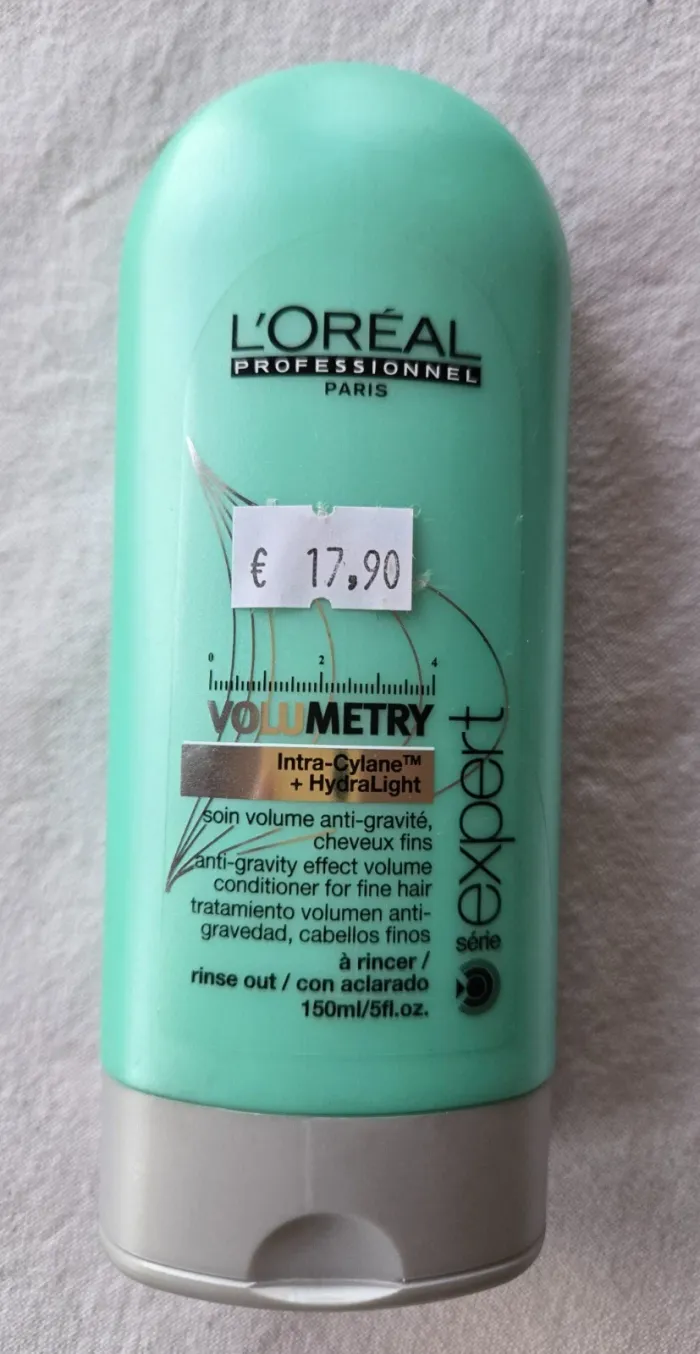 L'ORÉAL
PROFESSIONNEL
PARIS
€ 17,90
0 2 4
VOLUMETRY
Intra-Cylane™
+ HydraLight
soin volume anti-gravité,
cheveux fins
anti-gravity effect volume
conditioner for fine hair
tratamiento volumen anti-
gravedad, cabellos finos
à rincer /
rinse out / con aclarado
150ml/5fl.oz.
série expert